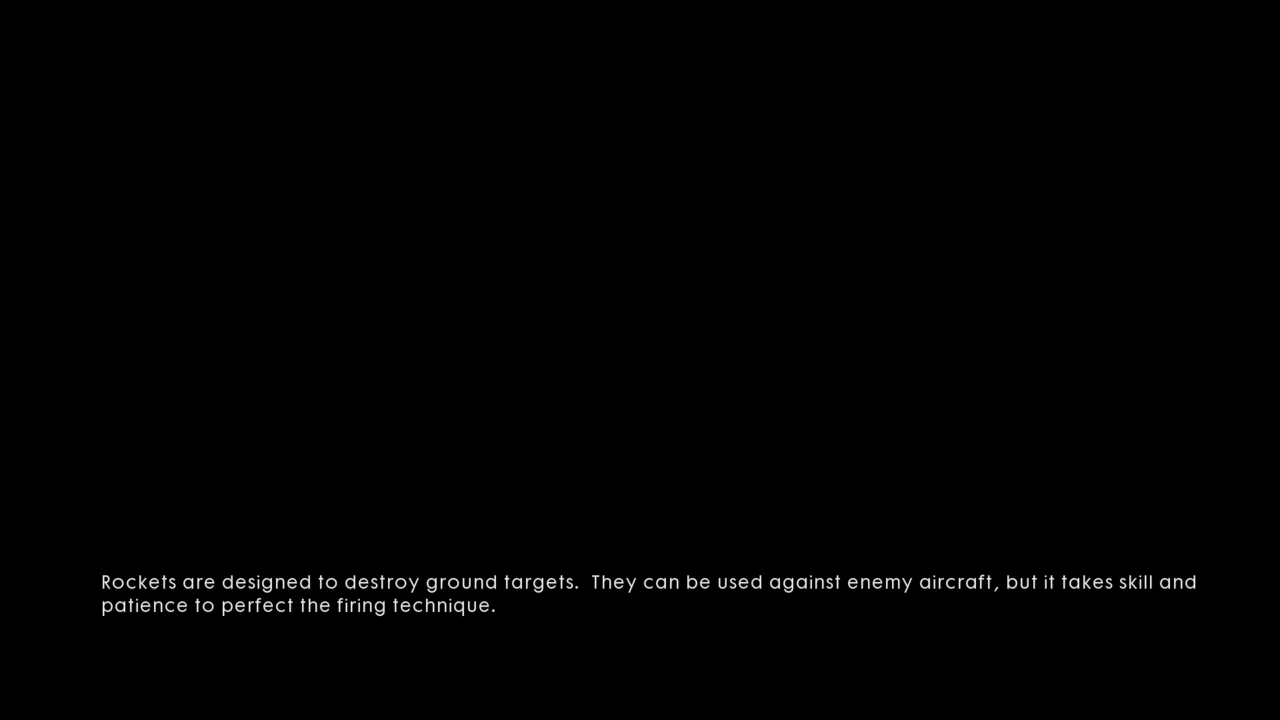 Rockets are designed to destroy ground targets.  They can be used against enemy aircraft, but it takes skill and
patience to perfect the firing technique.